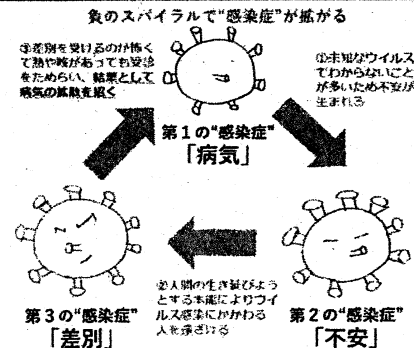 負のスパイラルで“感染症”が拡がる
③差別を受けるのが怖く
て熱や咳があっても受診
をためらい、結果として
病気の拡散を招く
①未知なウイルス
でわからないこと
が多いため不安が
生まれる
第1の“感染症”
「病気」
②人間の生き延びよう
とする本能によりウイ
ルス感染にかかわる
人を遠ざける
第3の“感染症”
「差別」
第2の“感染症”
「不安」